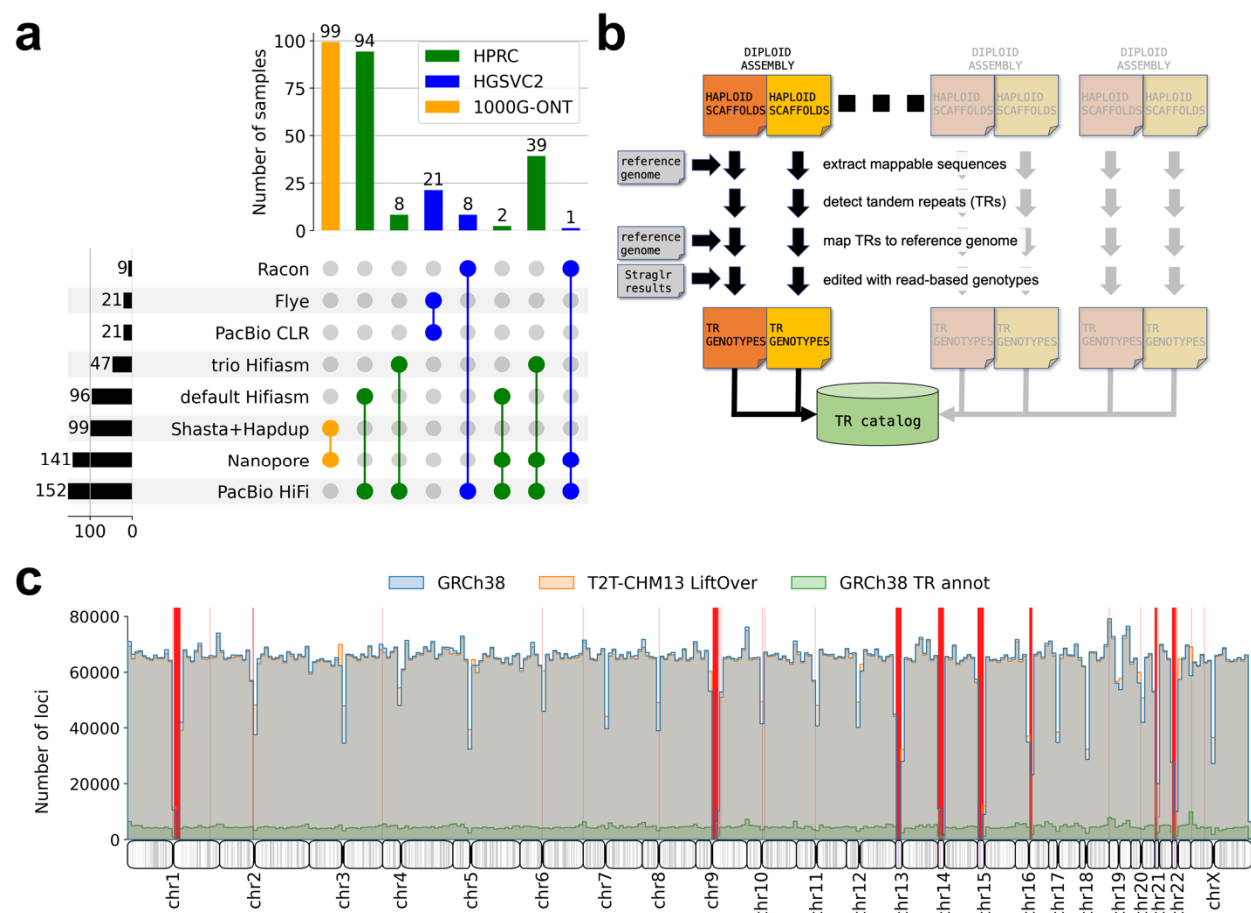 a
99
94
8
21
8
2
39
1
100
75
50
25
0
Number of samples
HPRC
HGSVC2
1000G-ONT
9
Racon
21
Flye
21
PacBio CLR
47
trio Hifiasm
96
default Hifiasm
99
Shasta+Hapdup
141
Nanopore
152
PacBio HiFi
100
0
b
DIPLOID
ASSEMBLY
DIPLOID
ASSEMBLY
DIPLOID
ASSEMBLY
HAPLOID
SCAFFOLDS
HAPLOID
SCAFFOLDS
HAPLOID
SCAFFOLDS
HAPLOID
SCAFFOLDS
HAPLOID
SCAFFOLDS
HAPLOID
SCAFFOLDS
reference
genome
extract mappable sequences
detect tandem repeats (TRs)
reference
genome
map TRs to reference genome
Straglr
results
edited with read-based genotypes
TR
GENOTYPES
TR
GENOTYPES
TR
GENOTYPES
TR
GENOTYPES
TR
GENOTYPES
TR
GENOTYPES
TR catalog
c
GRCh38
T2T-CHM13 LiftOver
GRCh38 TR annot
80000
60000
40000
20000
0
Number of loci
chr1
chr2
chr3
chr4
chr5
chr6
chr7
chr8
chr9
chr10
chr11
chr12
chr13
chr14
chr15
chr16
chr17
chr18
chr19
chr20
chr21
chr22
chrX